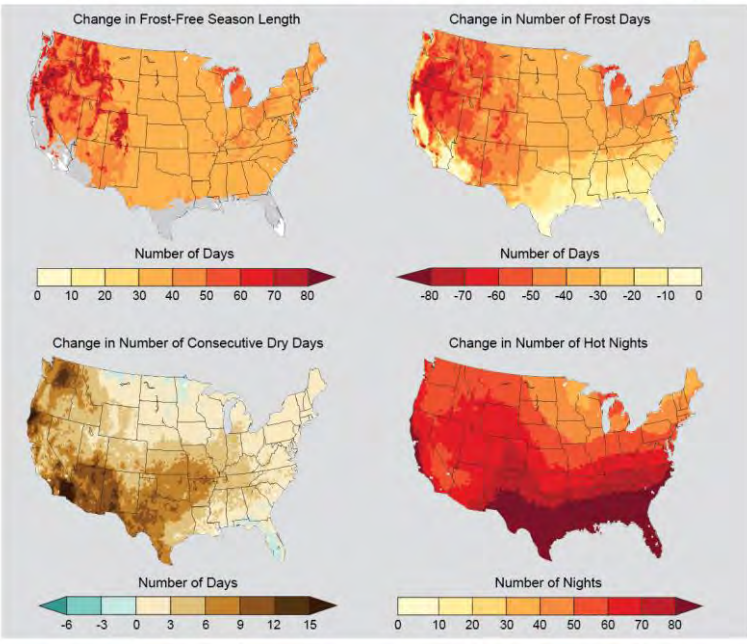 Change in Frost-Free Season Length
Number of Days
0 10 20 30 40 50 60 70 80
Change in Number of Frost Days
Number of Days
-80 -70 -60 -50 -40 -30 -20 -10 0
Change in Number of Consecutive Dry Days
Number of Days
-6 -3 0 3 6 9 12 15
Change in Number of Hot Nights
Number of Nights
0 10 20 30 40 50 60 70 80